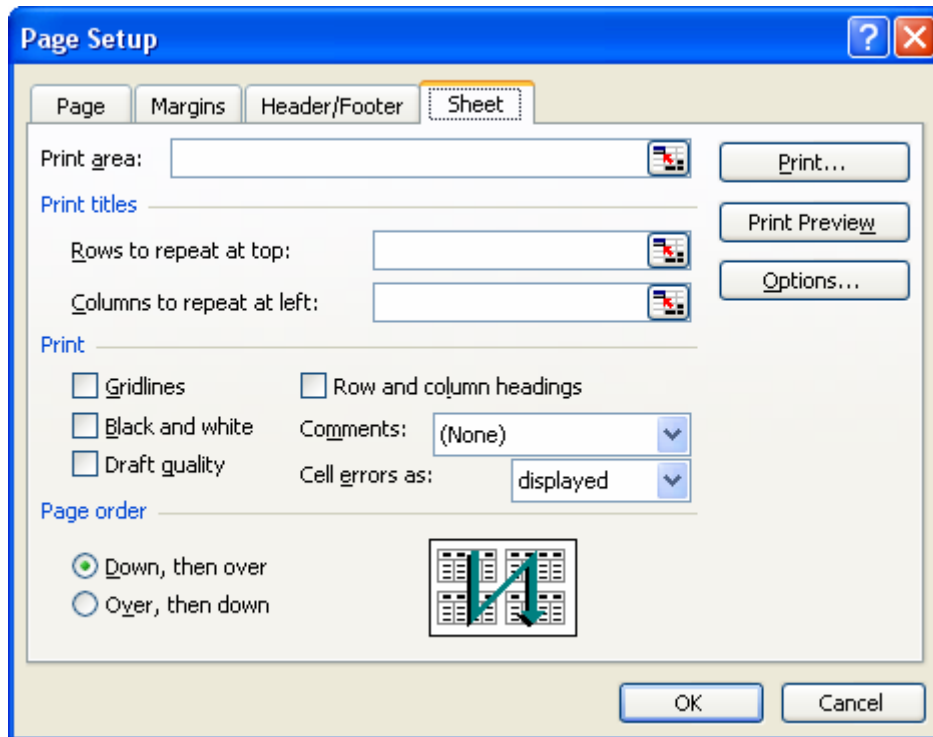 Page Setup
Page Margins Header/Footer Sheet
Print area:
Print...
Print titles
Print Preview
Rows to repeat at top:
Options...
Columns to repeat at left:
Print
Gridlines Row and column headings
Black and white Comments: (None)
Draft quality Cell errors as: displayed
Page order
Down, then over
Over, then down
OK Cancel